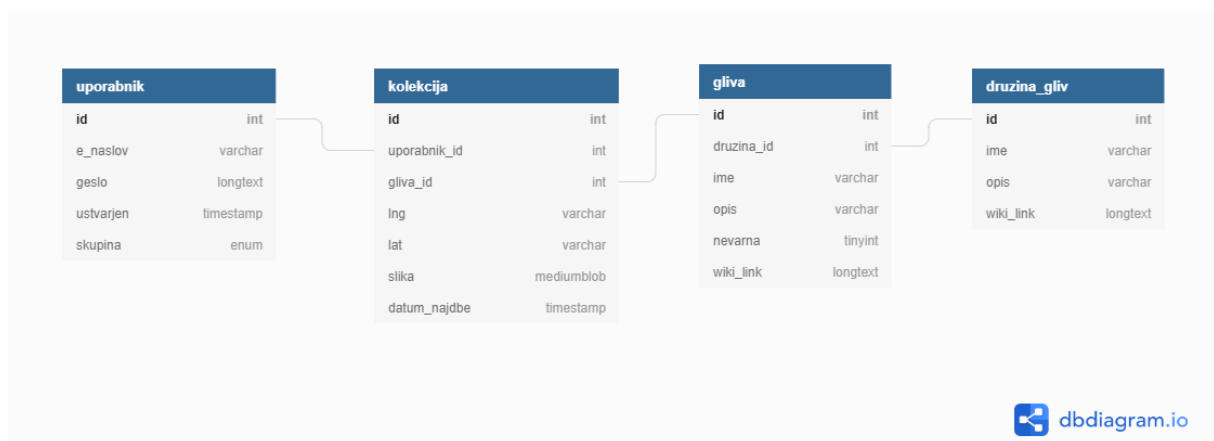 uporabnik
id int
e_naslov varchar
geslo longtext
ustvarjen timestamp
skupina enum
kolekcija
id int
uporabnik_id int
gliva_id int
lng varchar
lat varchar
slika mediumblob
datum_najdbe timestamp
gliva
id int
druzina_id int
ime varchar
opis varchar
nevarna tinyint
wiki_link longtext
druzina_gliv
id int
ime varchar
opis varchar
wiki_link longtext
dbdiagram.io